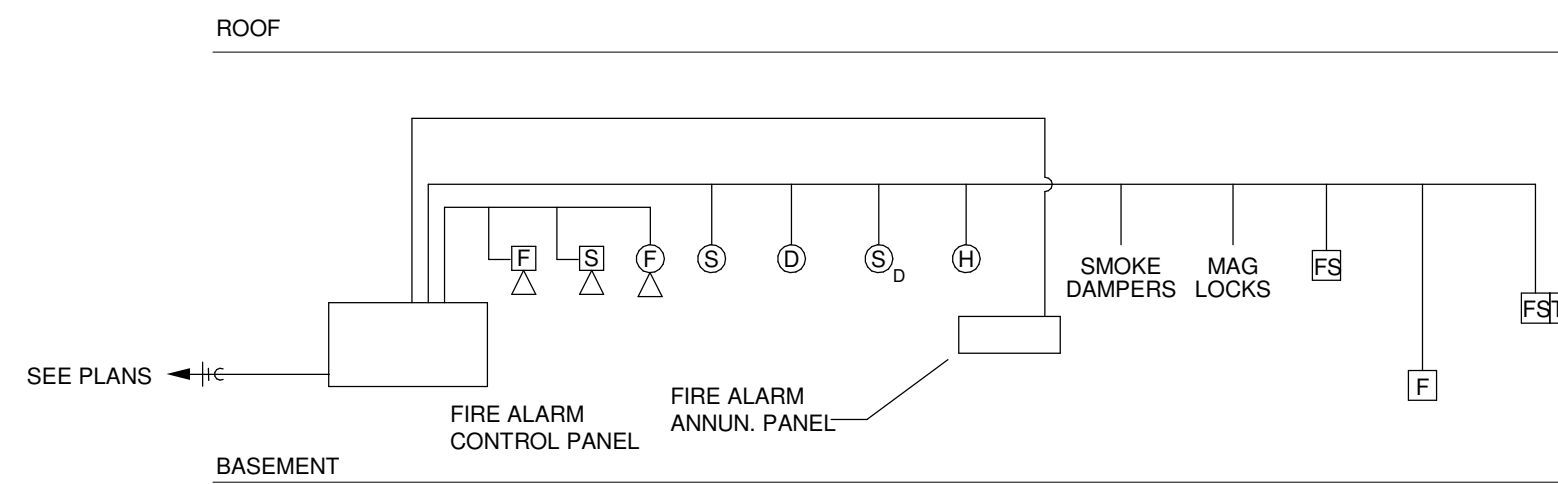 ROOF
F S F S D S D H
SMOKE DAMPERS
MAG LOCKS
FS
FST
F
SEE PLANS
FIRE ALARM
CONTROL PANEL
FIRE ALARM
ANNUN. PANEL
BASEMENT